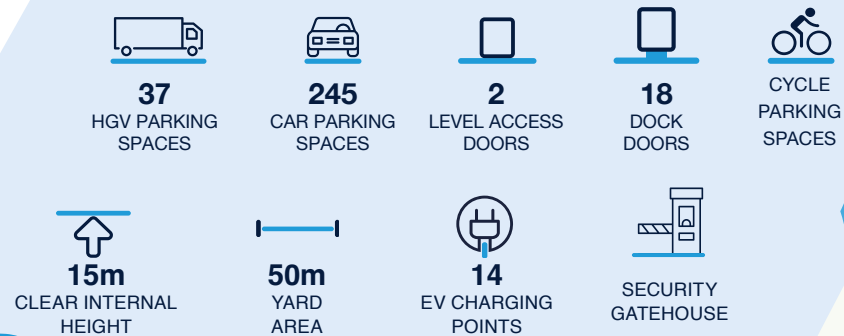 37
HGV PARKING
SPACES
245
CAR PARKING
SPACES
2
LEVEL ACCESS
DOORS
18
DOCK
DOORS
CYCLE
PARKING
SPACES
15m
CLEAR INTERNAL
HEIGHT
50m
YARD
AREA
14
EV CHARGING
POINTS
SECURITY
GATEHOUSE